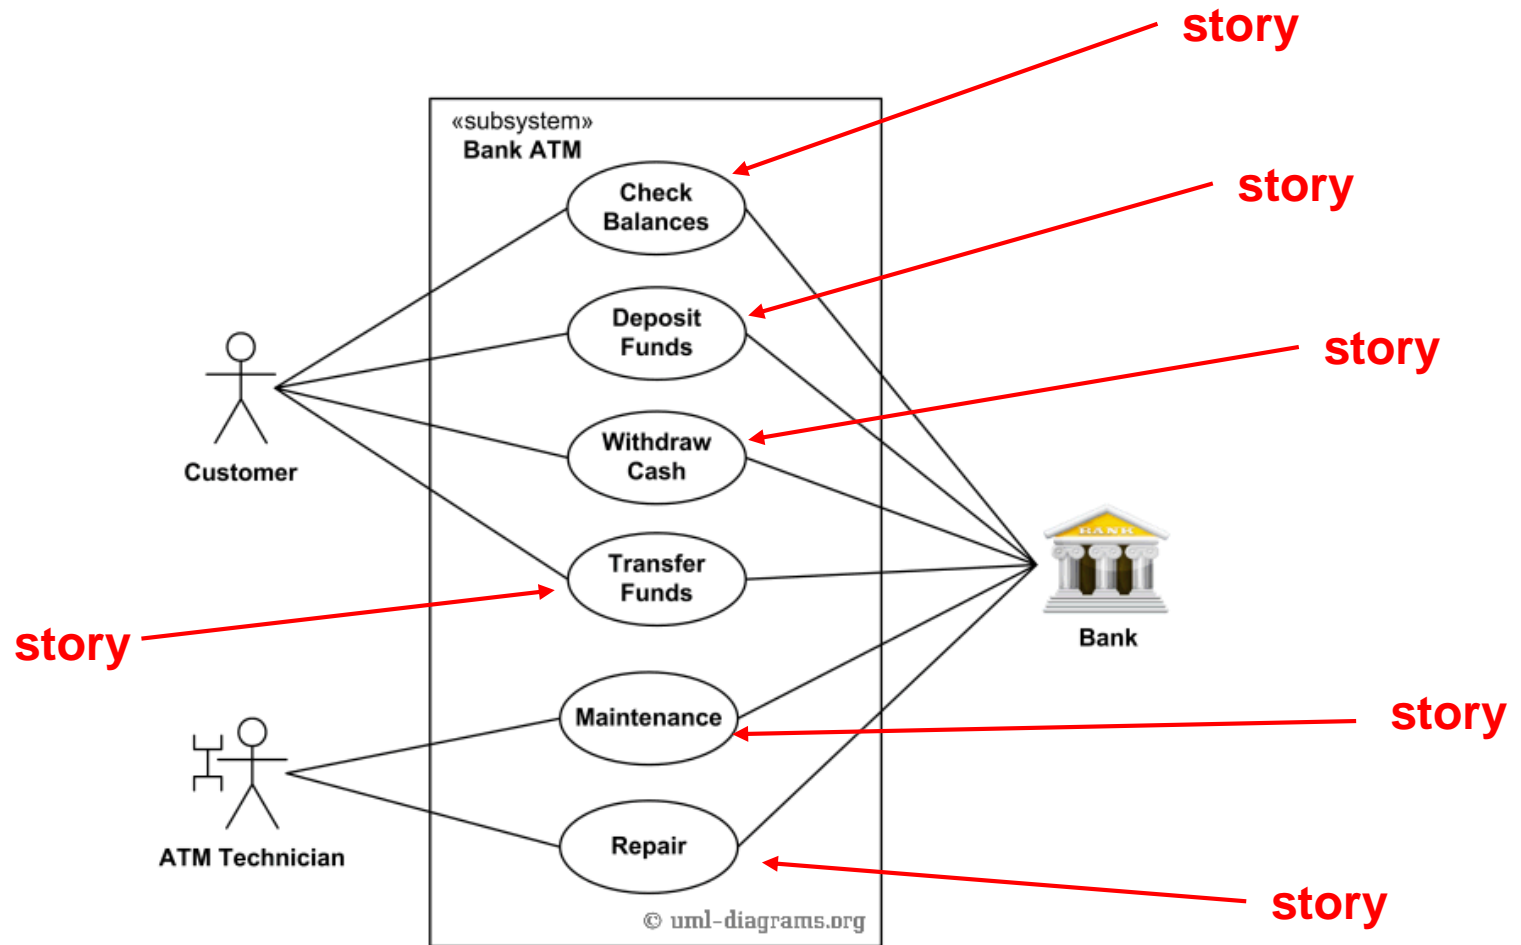 story
«subsystem»
Bank ATM
Check
Balances
story
Deposit
Funds
story
Withdraw
Cash
Customer
BANK
Transfer
Funds
story
Bank
Maintenance
story
Repair
ATM Technician
story
© uml-diagrams.org